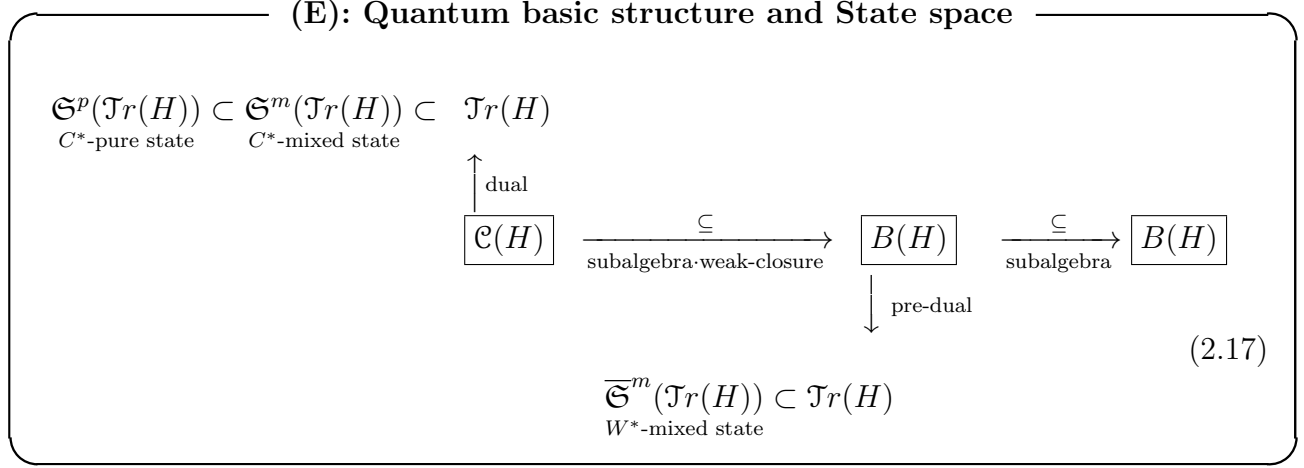 (E): Quantum basic structure and State space
𝔖^p(𝒯r(H)) ⊂ 𝔖^m(𝒯r(H)) ⊂ 𝒯r(H)
C*-pure state C*-mixed state
↑ dual
𝒞(H) ⊆ B(H) ⊆ B(H)
subalgebra·weak-closure subalgebra
↓ pre-dual
(2.17)
𝔖̅^m(𝒯r(H)) ⊂ 𝒯r(H)
W*-mixed state